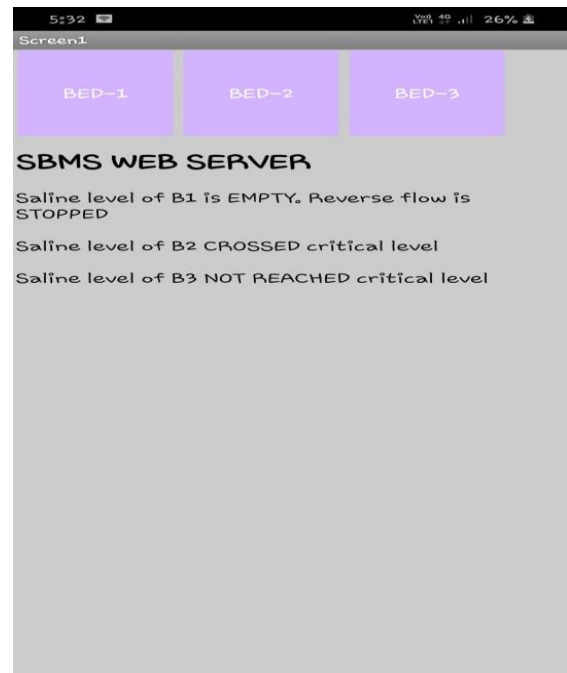 5:32 26%
Screen1
BED-1 BED-2 BED-3
SBMS WEB SERVER
Saline level of B1 is EMPTY. Reverse flow is
STOPPED
Saline level of B2 CROSSED critical level
Saline level of B3 NOT REACHED critical level